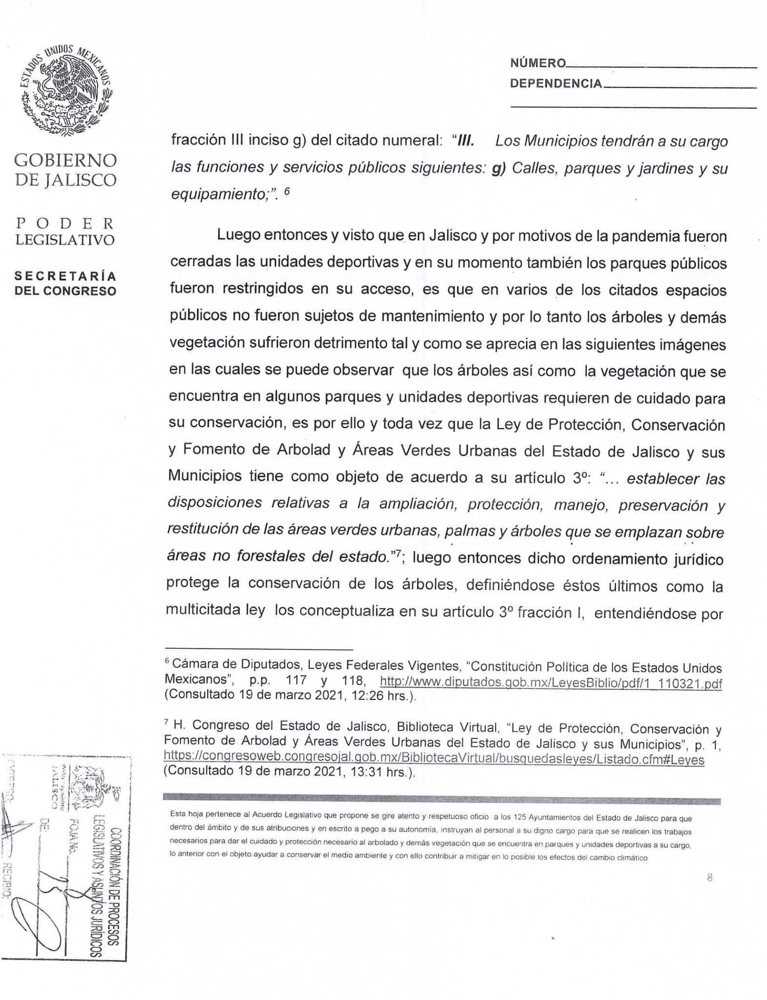 ESTADOS UNIDOS MEXICANOS
NÚMERO
DEPENDENCIA
GOBIERNO
DE JALISCO
PODER
LEGISLATIVO
SECRETARÍA
DEL CONGRESO
fracción III inciso g) del citado numeral: “III. Los Municipios tendrán a su cargo
las funciones y servicios públicos siguientes: g) Calles, parques y jardines y su
equipamiento;”. 6
Luego entonces y visto que en Jalisco y por motivos de la pandemia fueron
cerradas las unidades deportivas y en su momento también los parques públicos
fueron restringidos en su acceso, es que en varios de los citados espacios
públicos no fueron sujetos de mantenimiento y por lo tanto los árboles y demás
vegetación sufrieron detrimento tal y como se aprecia en las siguientes imágenes
en las cuales se puede observar que los árboles así como la vegetación que se
encuentra en algunos parques y unidades deportivas requieren de cuidado para
su conservación, es por ello y toda vez que la Ley de Protección, Conservación
y Fomento de Arbolad y Áreas Verdes Urbanas del Estado de Jalisco y sus
Municipios tiene como objeto de acuerdo a su artículo 3º: “... establecer las
disposiciones relativas a la ampliación, protección, manejo, preservación y
restitución de las áreas verdes urbanas, palmas y árboles que se emplazan sobre
áreas no forestales del estado.”7; luego entonces dicho ordenamiento jurídico
protege la conservación de los árboles, definiéndose éstos últimos como la
multicitada ley los conceptualiza en su artículo 3º fracción I, entendiéndose por
6 Cámara de Diputados, Leyes Federales Vigentes, “Constitución Política de los Estados Unidos
Mexicanos”, p.p. 117 y 118, http://www.diputados.gob.mx/LeyesBiblio/pdf/1_110321.pdf
(Consultado 19 de marzo 2021, 12:26 hrs.).
7 H. Congreso del Estado de Jalisco, Biblioteca Virtual, “Ley de Protección, Conservación y
Fomento de Arbolad y Áreas Verdes Urbanas del Estado de Jalisco y sus Municipios”, p. 1,
https://congresoweb.congresojal.gob.mx/BibliotecaVirtual/busquedasleyes/Listado.cfm#Leyes
(Consultado 19 de marzo 2021, 13:31 hrs.).
Esta hoja pertenece al Acuerdo Legislativo que propone se gire atento y respetuoso oficio a los 125 Ayuntamientos del Estado de Jalisco para que
dentro del ámbito y de sus atribuciones y en escrito a pego a su autonomía, instruyan al personal a su digno cargo para que se realicen los trabajos
necesarios para dar el cuidado y protección necesario al arbolado y demás vegetación que se encuentra en parques y unidades deportivas a su cargo,
lo anterior con el objeto ayudar a conservar el medio ambiente y con ello contribuir a mitigar en lo posible los efectos del cambio climático
8
COORDINACIÓN DE PROCESOS
LEGISLATIVOS Y ASUNTOS JURÍDICOS
JALISCO
FOJA No.
DE:
RECIBIO: